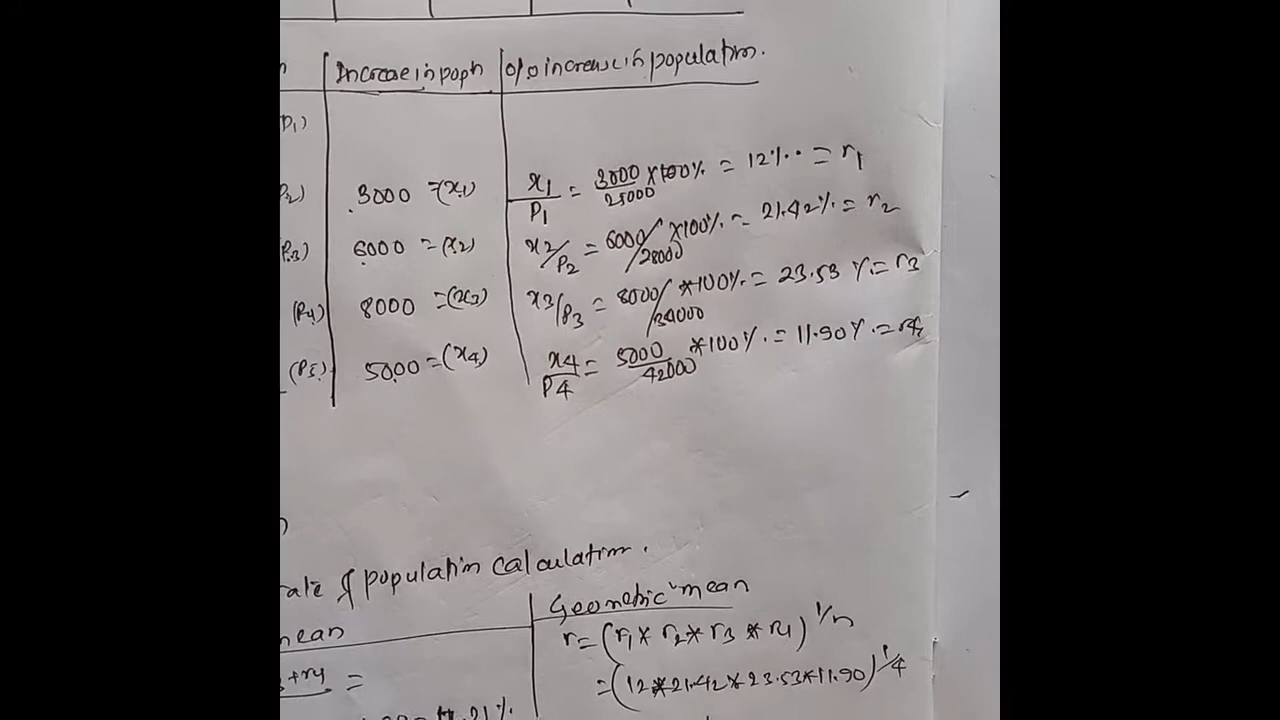 Increase in popn | % increase in population.
P1)
P2) | 3000 =(x1) | x1/P1 = 3000/25000 *100% = 12% = r1
P3) | 6000 =(x2) | x2/P2 = 6000/28000 *100% = 21.42% = r2
(P4) | 8000 =(x3) | x3/P3 = 8000/34000 *100% = 23.53 % = r3
(P5) | 5000 =(x4) | x4/P4 = 5000/42000 *100% = 11.90% = r4
rate of population calculation.
mean | Geometric mean
r = (r1 * r2 * r3 * r4)^1/n
+r4 = | = (12*21.42*23.53*11.90)^1/4
.21%